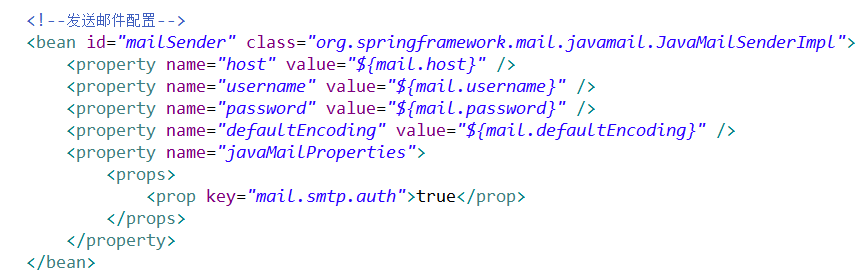 <!--发送邮件配置-->
<bean id="mailSender" class="org.springframework.mail.javamail.JavaMailSenderImpl">
    <property name="host" value="${mail.host}" />
    <property name="username" value="${mail.username}" />
    <property name="password" value="${mail.password}" />
    <property name="defaultEncoding" value="${mail.defaultEncoding}" />
    <property name="javaMailProperties">
        <props>
            <prop key="mail.smtp.auth">true</prop>
        </props>
    </property>
</bean>